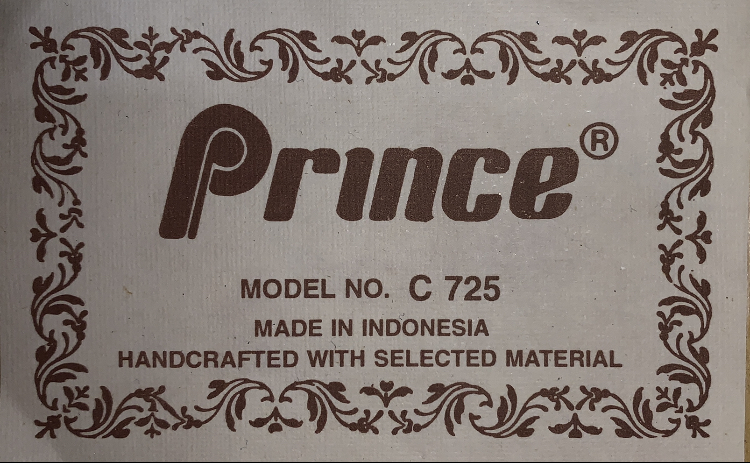 Prince®
MODEL NO. C 725
MADE IN INDONESIA
HANDCRAFTED WITH SELECTED MATERIAL